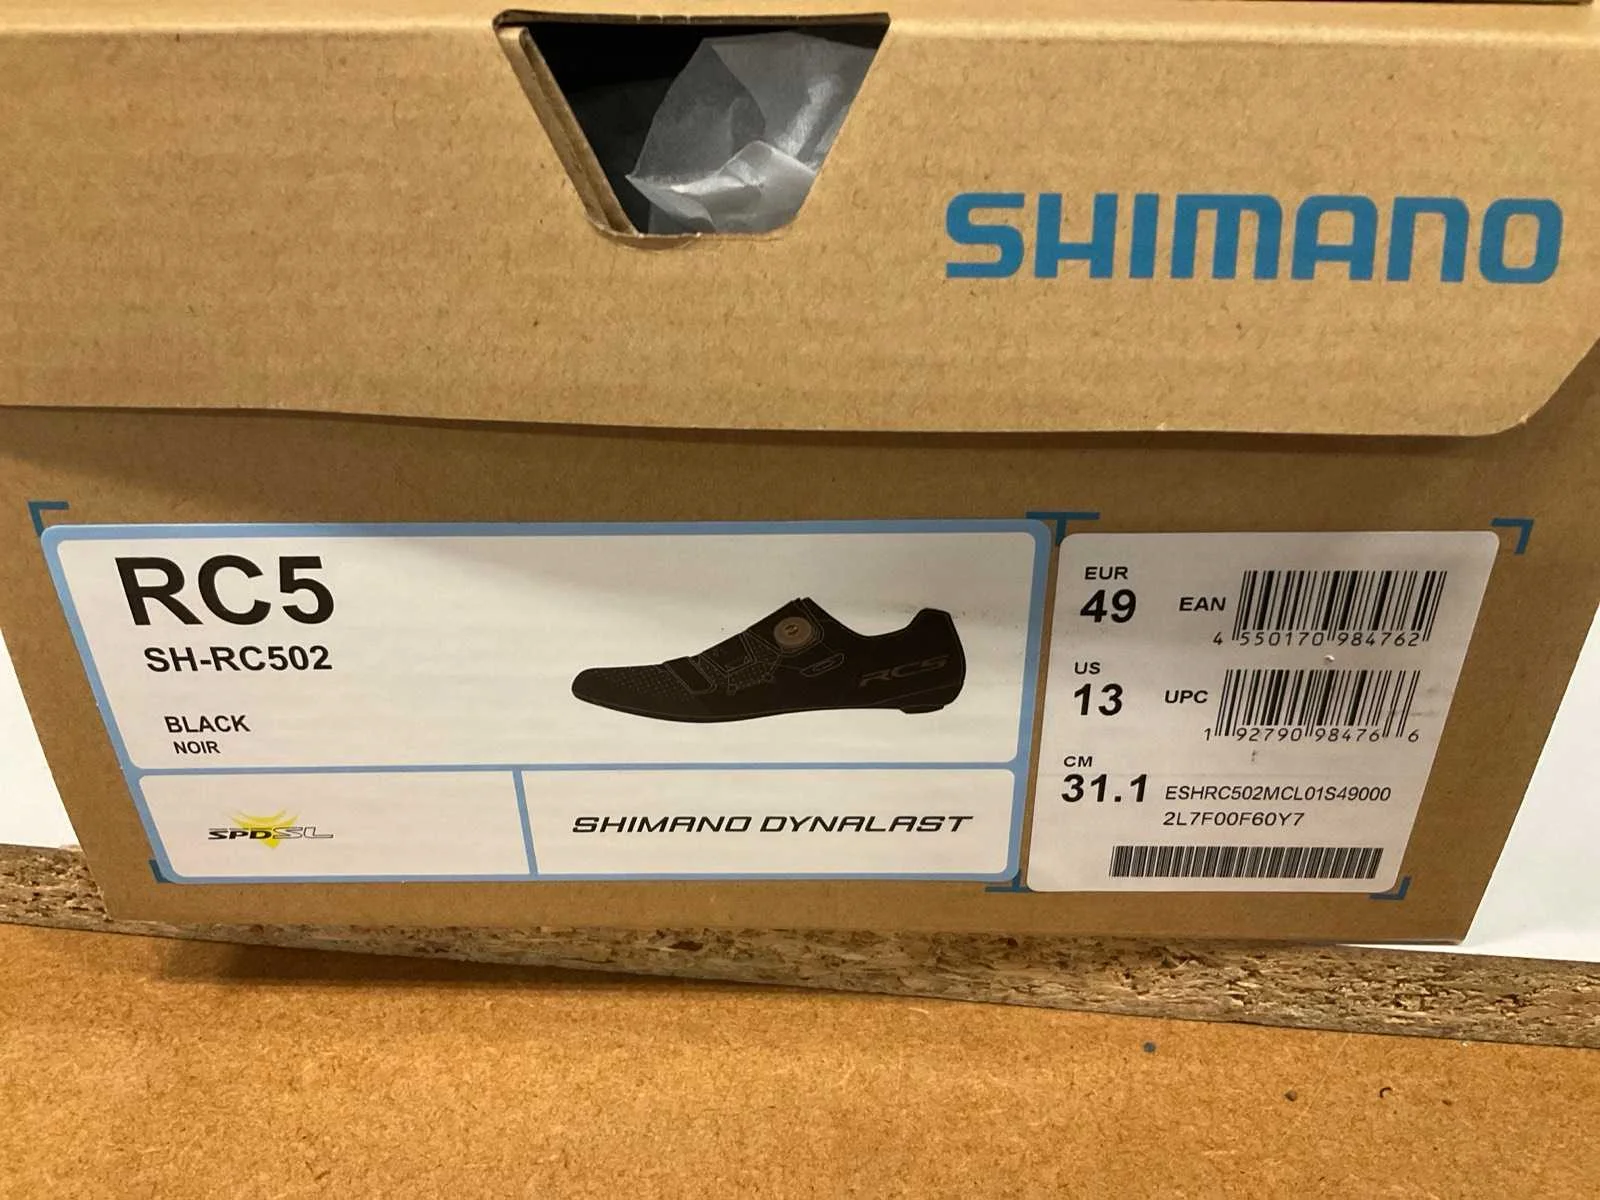 SHIMANO
RC5
SH-RC502
BLACK
NOIR
RC5
SPD-SL
SHIMANO DYNALAST
EUR
49
EAN
4 550170 984762
US
13
UPC
1 92790 98476 6
CM
31.1
ESHRC502MCL01S49000
2L7F00F60Y7